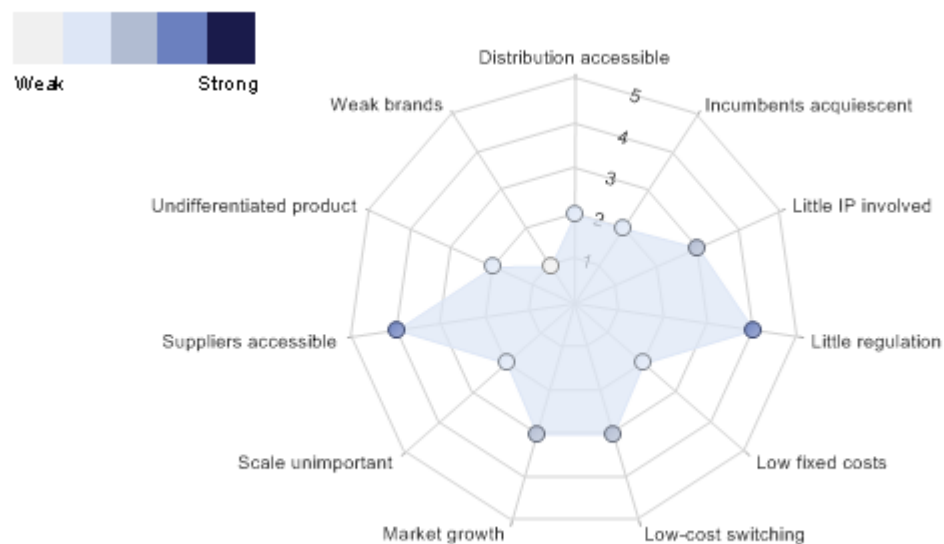 Weak
Strong
Distribution accessible
Weak brands
5
Incumbents acquiescent
4
3
Undifferentiated product
Little IP involved
2
1
Suppliers accessible
Little regulation
Scale unimportant
Low fixed costs
Market growth
Low-cost switching